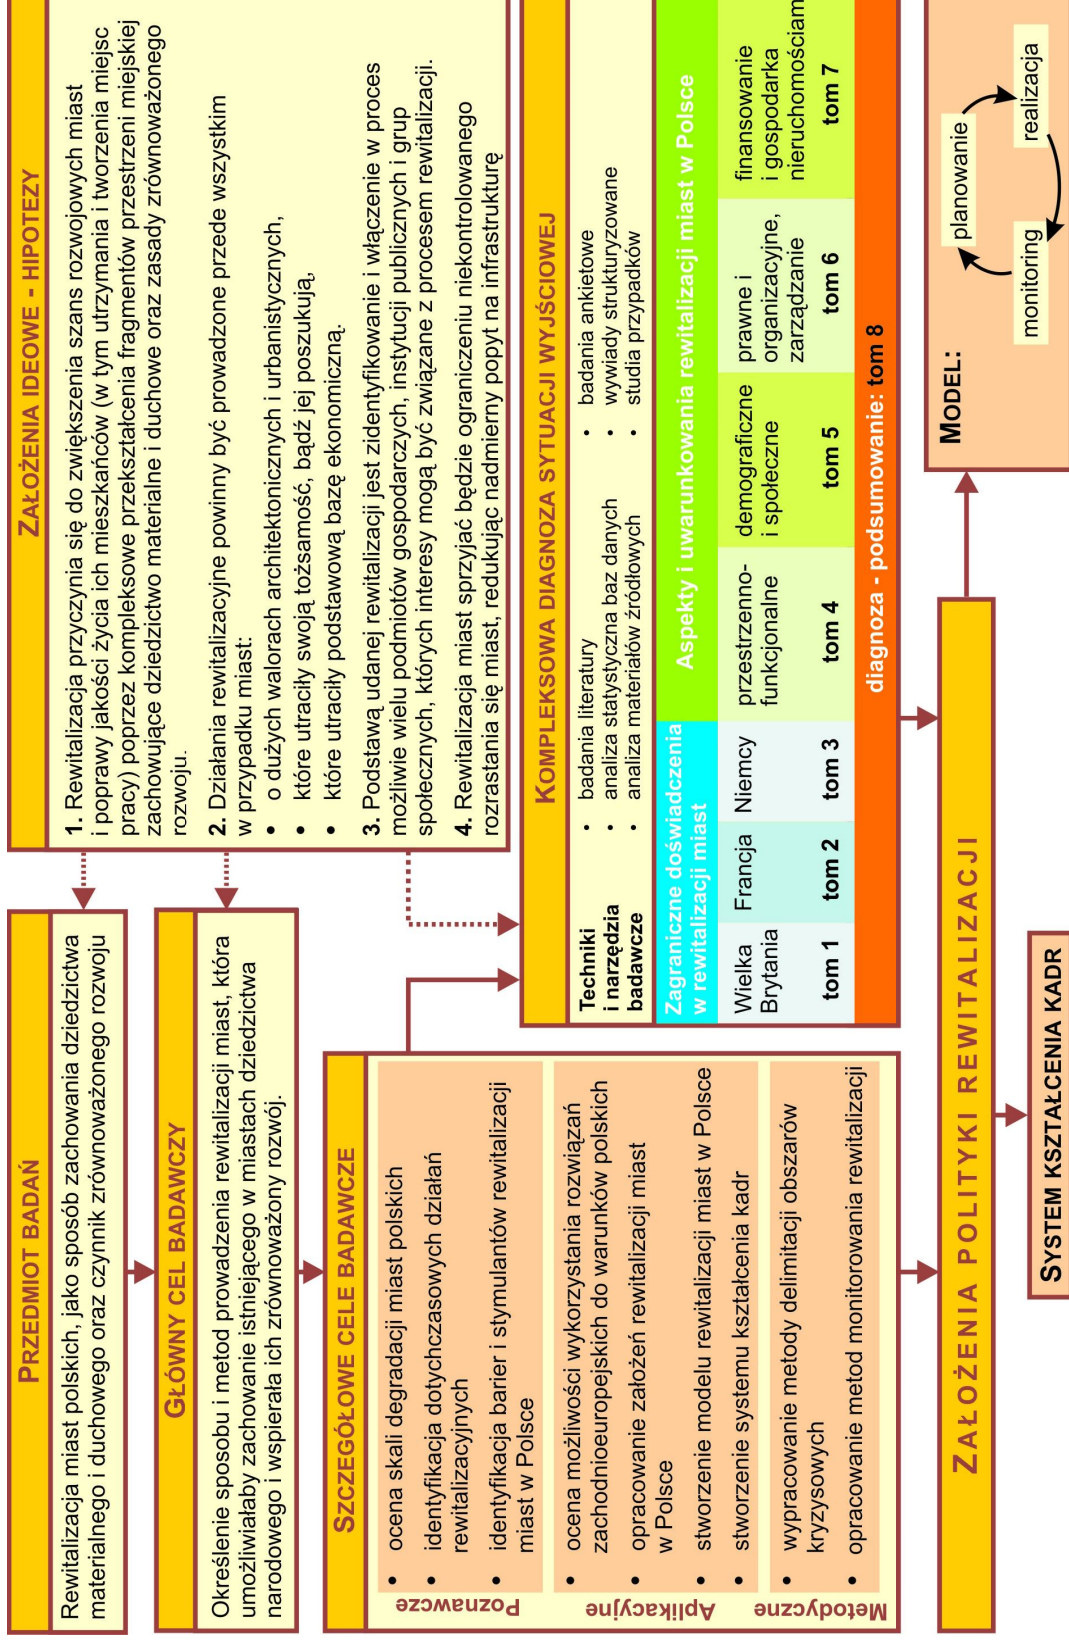 PRZEDMIOT BADAŃ
Rewitalizacja miast polskich, jako sposób zachowania dziedzictwa
materialnego i duchowego oraz czynnik zrównoważonego rozwoju
GŁÓWNY CEL BADAWCZY
Określenie sposobu i metod prowadzenia rewitalizacji miast, która
umożliwiałaby zachowanie istniejącego w miastach dziedzictwa
narodowego i wspierała ich zrównoważony rozwój.
SZCZEGÓŁOWE CELE BADAWCZE
Poznawcze
• ocena skali degradacji miast polskich
• identyfikacja dotychczasowych działań
rewitalizacyjnych
• identyfikacja barier i stymulantów rewitalizacji
miast w Polsce
Aplikacyjne
• ocena możliwości wykorzystania rozwiązań
zachodnioeuropejskich do warunków polskich
• opracowanie założeń rewitalizacji miast
w Polsce
• stworzenie modelu rewitalizacji miast w Polsce
• stworzenie systemu kształcenia kadr
Metodyczne
• wypracowanie metody delimitacji obszarów
kryzysowych
• opracowanie metod monitorowania rewitalizacji
ZAŁOŻENIA IDEOWE - HIPOTEZY
1. Rewitalizacja przyczynia się do zwiększenia szans rozwojowych miast
i poprawy jakości życia ich mieszkańców (w tym utrzymania i tworzenia miejsc
pracy) poprzez kompleksowe przekształcenia fragmentów przestrzeni miejskiej
zachowujące dziedzictwo materialne i duchowe oraz zasady zrównoważonego
rozwoju.
2. Działania rewitalizacyjne powinny być prowadzone przede wszystkim
w przypadku miast:
• o dużych walorach architektonicznych i urbanistycznych,
• które utraciły swoją tożsamość, bądź jej poszukują,
• które utraciły podstawową bazę ekonomiczną.
3. Podstawą udanej rewitalizacji jest zidentyfikowanie i włączenie w proces
możliwie wielu podmiotów gospodarczych, instytucji publicznych i grup
społecznych, których interesy mogą być związane z procesem rewitalizacji.
4. Rewitalizacja miast sprzyjać będzie ograniczeniu niekontrolowanego
rozrastania się miast, redukując nadmierny popyt na infrastrukturę
KOMPLEKSOWA DIAGNOZA SYTUACJI WYJŚCIOWEJ
Techniki
i narzędzia
badawcze
• badania literatury
• analiza statystyczna baz danych
• analiza materiałów źródłowych
• badania ankietowe
• wywiady strukturyzowane
• studia przypadków
Zagraniczne doświadczenia
w rewitalizacji miast
Aspekty i uwarunkowania rewitalizacji miast w Polsce
Wielka
Brytania
tom 1
Francja
tom 2
Niemcy
tom 3
przestrzenno-
funkcjonalne
tom 4
demograficzne
i społeczne
tom 5
prawne i
organizacyjne,
zarządzanie
tom 6
finansowanie
i gospodarka
nieruchomościami
tom 7
diagnoza - podsumowanie: tom 8
ZAŁOŻENIA POLITYKI REWITALIZACJI
SYSTEM KSZTAŁCENIA KADR
MODEL:
planowanie
realizacja
monitoring